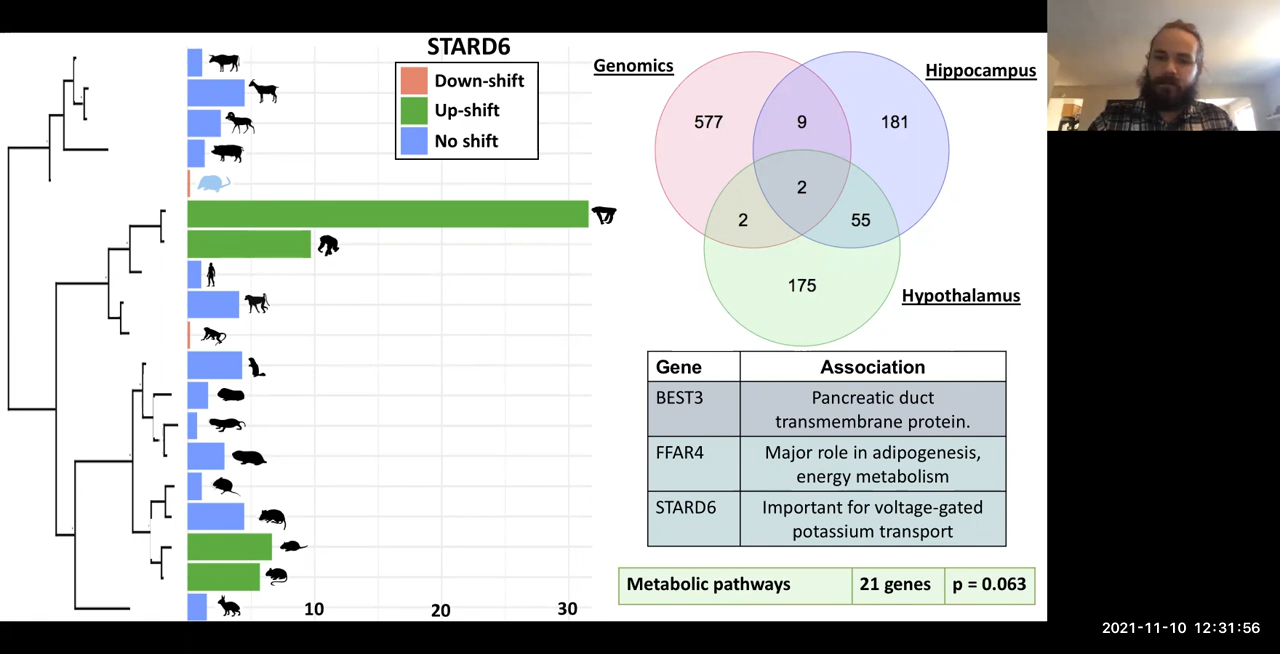 STARD6
Down-shift
Up-shift
No shift
10
20
30
Genomics
Hippocampus
577
9
181
2
2
55
175
Hypothalamus
Gene
Association
BEST3
Pancreatic duct
transmembrane protein.
FFAR4
Major role in adipogenesis,
energy metabolism
STARD6
Important for voltage-gated
potassium transport
Metabolic pathways
21 genes
p = 0.063
2021-11-10 12:31:56